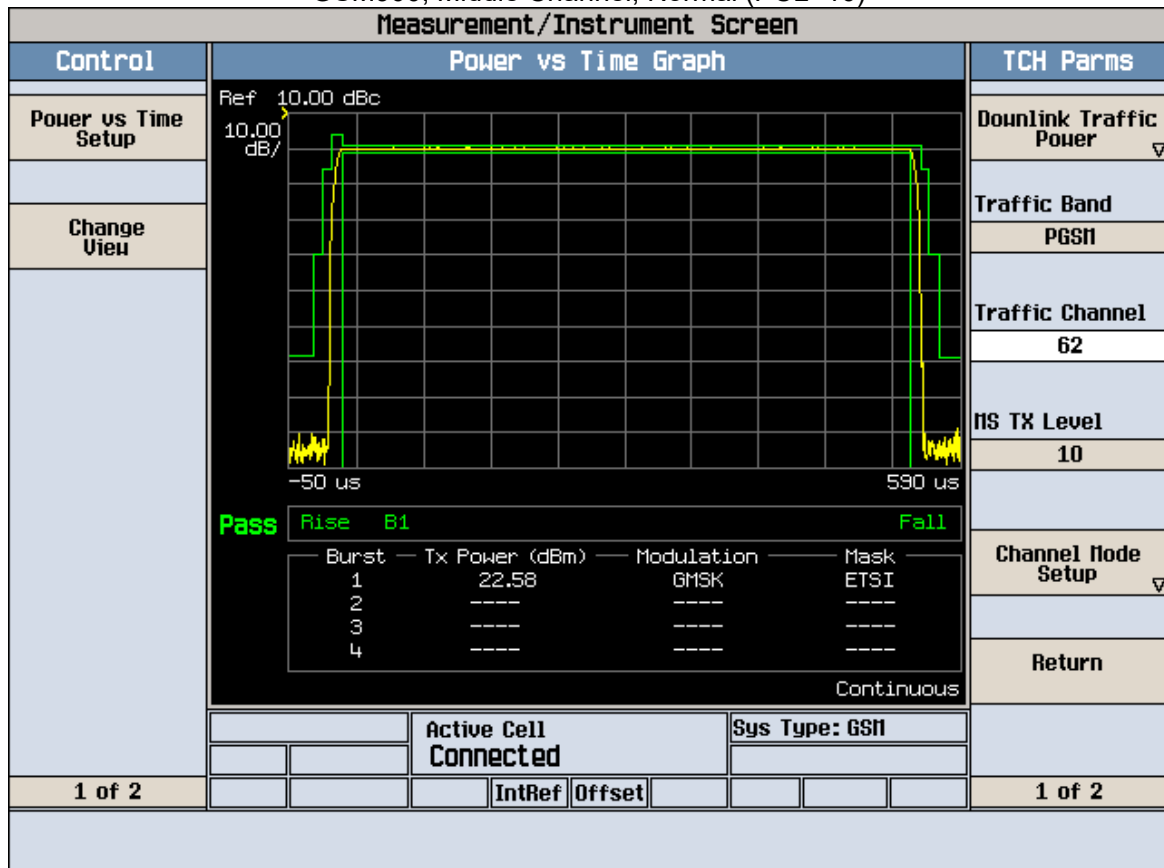 Measurement/Instrument Screen
Control
Power vs Time Graph
TCH Parms
Power vs Time
Setup
Change
View
1 of 2
Ref 10.00 dBc
10.00
dB/
-50 us
590 us
Pass
Rise B1
Fall
Burst Tx Power (dBm) Modulation Mask
1 22.58 GMSK ETSI
2 ---- ---- ----
3 ---- ---- ----
4 ---- ---- ----
Continuous
Active Cell
Connected
Sys Type: GSM
IntRef Offset
Downlink Traffic
Power
Traffic Band
PGSM
Traffic Channel
62
MS TX Level
10
Channel Mode
Setup
Return
1 of 2